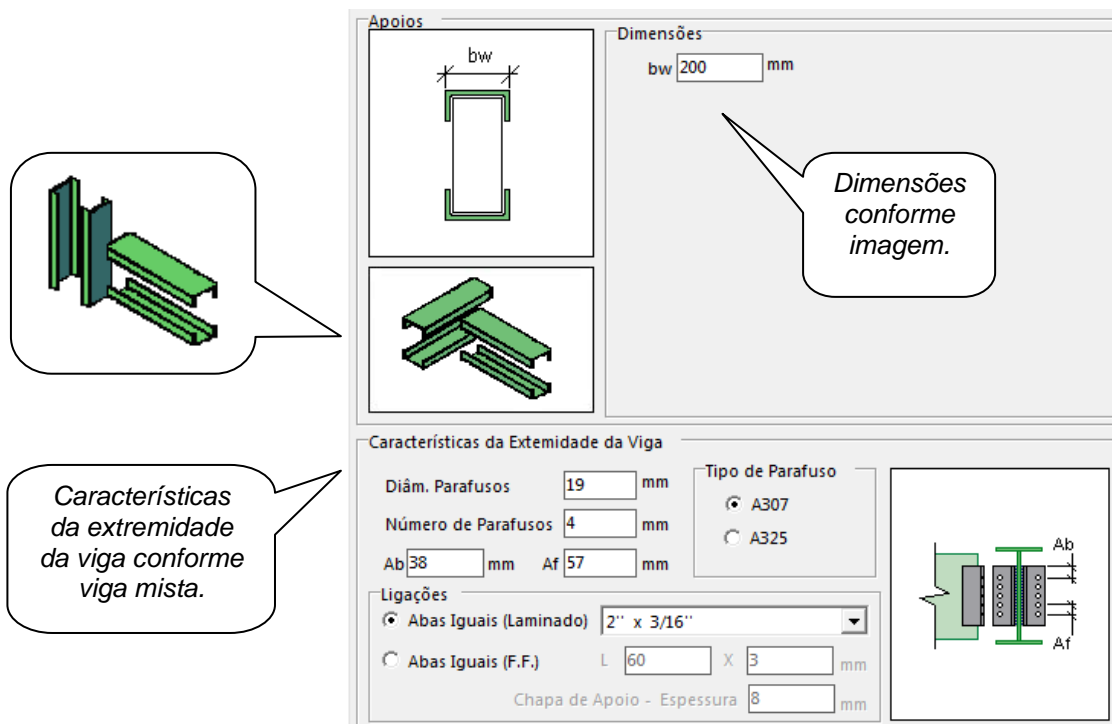 Apoios
bw
Dimensões
bw 200 mm
Dimensões
conforme
imagem.
Características da Extemidade da Viga
Características
da extremidade
da viga conforme
viga mista.
Diâm. Parafusos 19 mm
Número de Parafusos 4 mm
Ab 38 mm Af 57 mm
Tipo de Parafuso
A307
A325
Ab
Af
Ligações
Abas Iguais (Laminado) 2'' x 3/16''
Abas Iguais (F.F.) L 60 X 3 mm
Chapa de Apoio - Espessura 8 mm